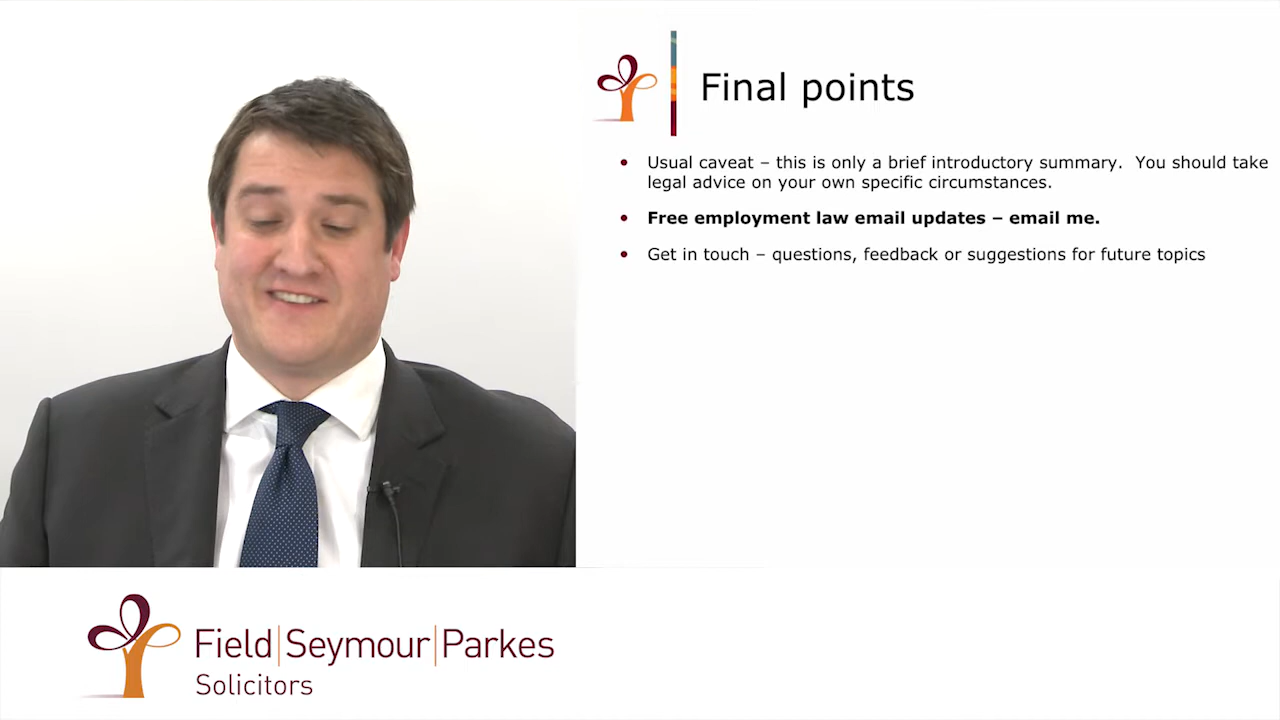 Final points
• Usual caveat – this is only a brief introductory summary.  You should take
legal advice on your own specific circumstances.
• Free employment law email updates – email me.
• Get in touch – questions, feedback or suggestions for future topics
Field|Seymour|Parkes
Solicitors